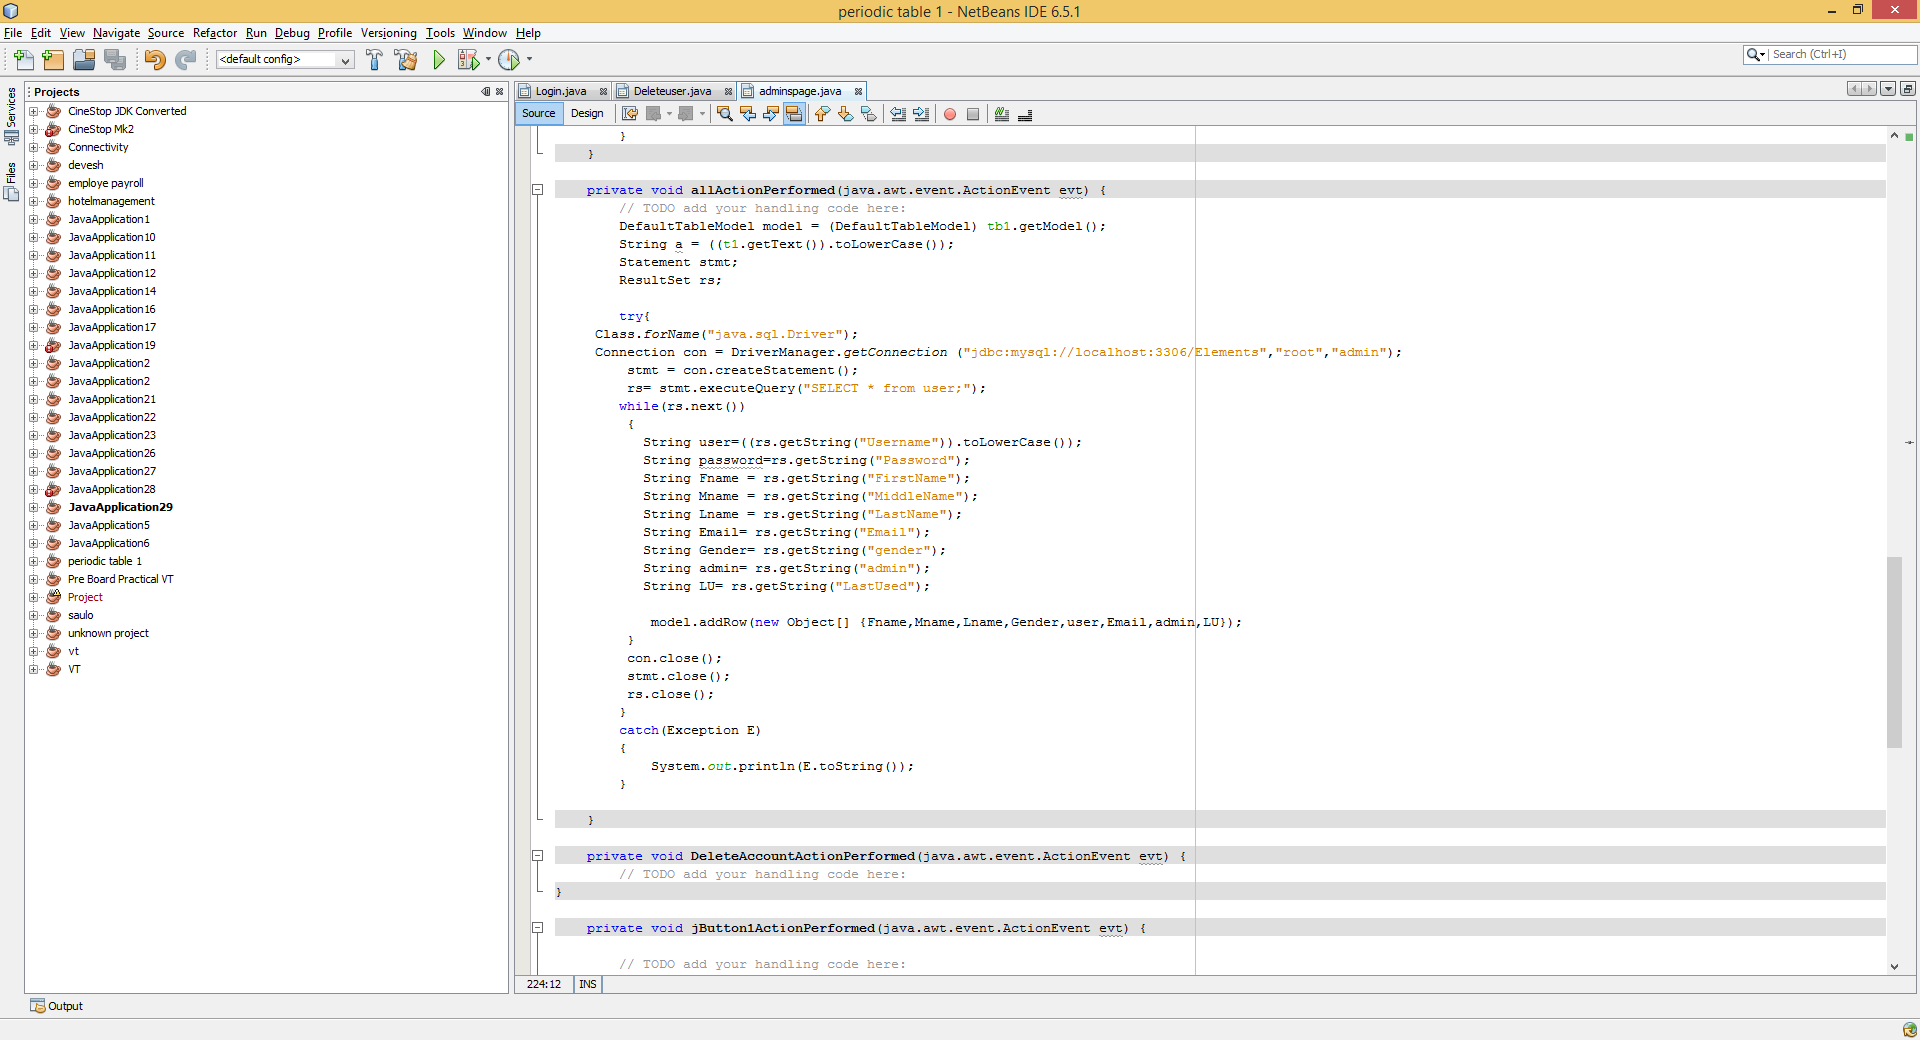 periodic table 1 - NetBeans IDE 6.5.1
File Edit View Navigate Source Refactor Run Debug Profile Versioning Tools Window Help
<default config>
Search (Ctrl+I)
Services
Files
Projects
CineStop JDK Converted
CineStop Mk2
Connectivity
devesh
employe payroll
hotelmanagement
JavaApplication1
JavaApplication10
JavaApplication11
JavaApplication12
JavaApplication14
JavaApplication16
JavaApplication17
JavaApplication19
JavaApplication2
JavaApplication2
JavaApplication21
JavaApplication22
JavaApplication23
JavaApplication26
JavaApplication27
JavaApplication28
JavaApplication29
JavaApplication5
JavaApplication6
periodic table 1
Pre Board Practical VT
Project
saulo
unknown project
vt
VT
Login.java Deleteuser.java adminspage.java
Source Design
}
}
private void allActionPerformed(java.awt.event.ActionEvent evt) {
// TODO add your handling code here:
DefaultTableModel model = (DefaultTableModel) tb1.getModel();
String a = ((t1.getText()).toLowerCase());
Statement stmt;
ResultSet rs;
try{
Class.forName("java.sql.Driver");
Connection con = DriverManager.getConnection ("jdbc:mysql://localhost:3306/Elements","root","admin");
stmt = con.createStatement();
rs= stmt.executeQuery("SELECT * from user;");
while(rs.next())
{
String user=((rs.getString("Username")).toLowerCase());
String password=rs.getString("Password");
String Fname = rs.getString("FirstName");
String Mname = rs.getString("MiddleName");
String Lname = rs.getString("LastName");
String Email= rs.getString("Email");
String Gender= rs.getString("gender");
String admin= rs.getString("admin");
String LU= rs.getString("LastUsed");
model.addRow(new Object[] {Fname,Mname,Lname,Gender,user,Email,admin,LU});
}
con.close();
stmt.close();
rs.close();
}
catch(Exception E)
{
System.out.println(E.toString());
}
}
private void DeleteAccountActionPerformed(java.awt.event.ActionEvent evt) {
// TODO add your handling code here:
}
private void jButton1ActionPerformed(java.awt.event.ActionEvent evt) {
// TODO add your handling code here:
224:12 INS
Output